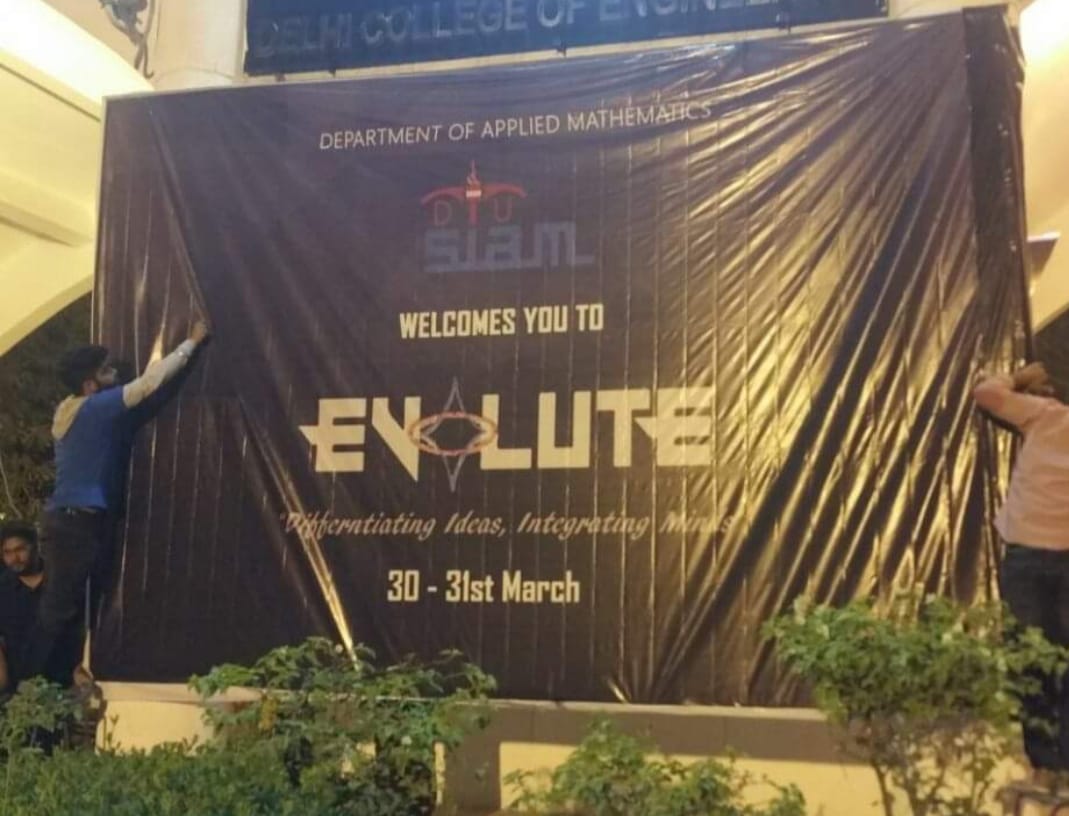 DELHI COLLEGE OF ENGINEE
DEPARTMENT OF APPLIED MATHEMATICS
DTU
SIAM
WELCOMES YOU TO
EVOLUTE
"Differntiating Ideas, Integrating Minds"
30 - 31st March